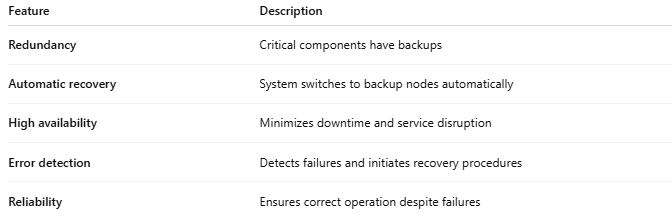 Feature Description
Redundancy Critical components have backups
Automatic recovery System switches to backup nodes automatically
High availability Minimizes downtime and service disruption
Error detection Detects failures and initiates recovery procedures
Reliability Ensures correct operation despite failures